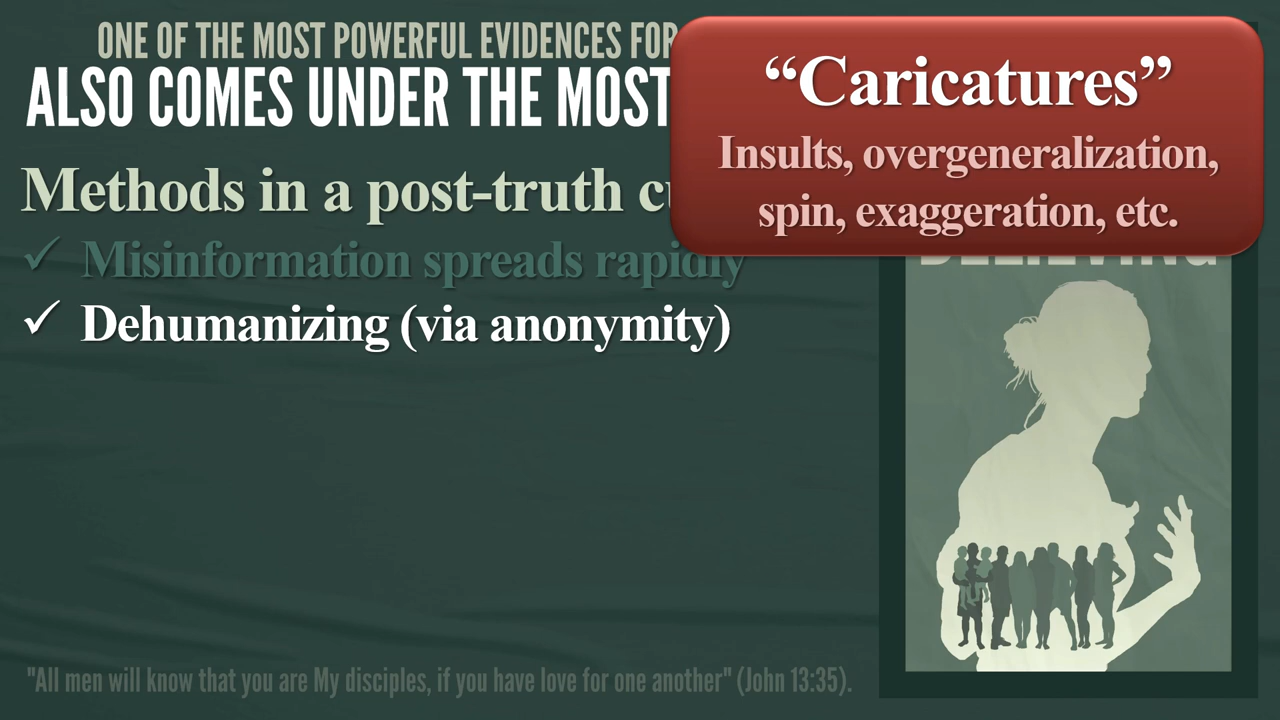 ONE OF THE MOST POWERFUL EVIDENCES FOR
ALSO COMES UNDER THE MOST
“Caricatures”
Insults, overgeneralization,
spin, exaggeration, etc.
Methods in a post-truth
✓ Misinformation spreads rapidly
✓ Dehumanizing (via anonymity)
"All men will know that you are My disciples, if you have love for one another" (John 13:35).